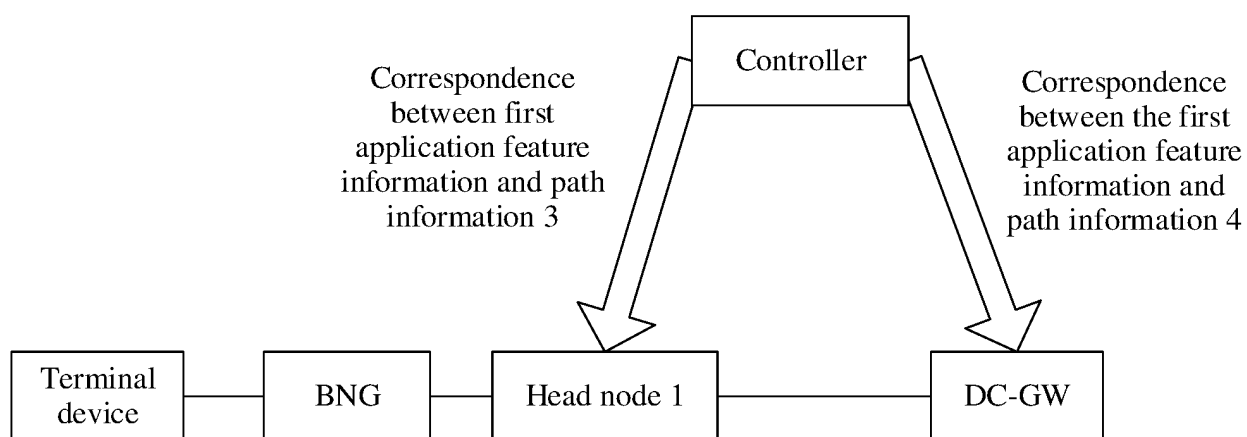 Controller
Correspondence
between first
application feature
information and path
information 3
Correspondence
between the first
application feature
information and
path information 4
Terminal
device
BNG
Head node 1
DC-GW